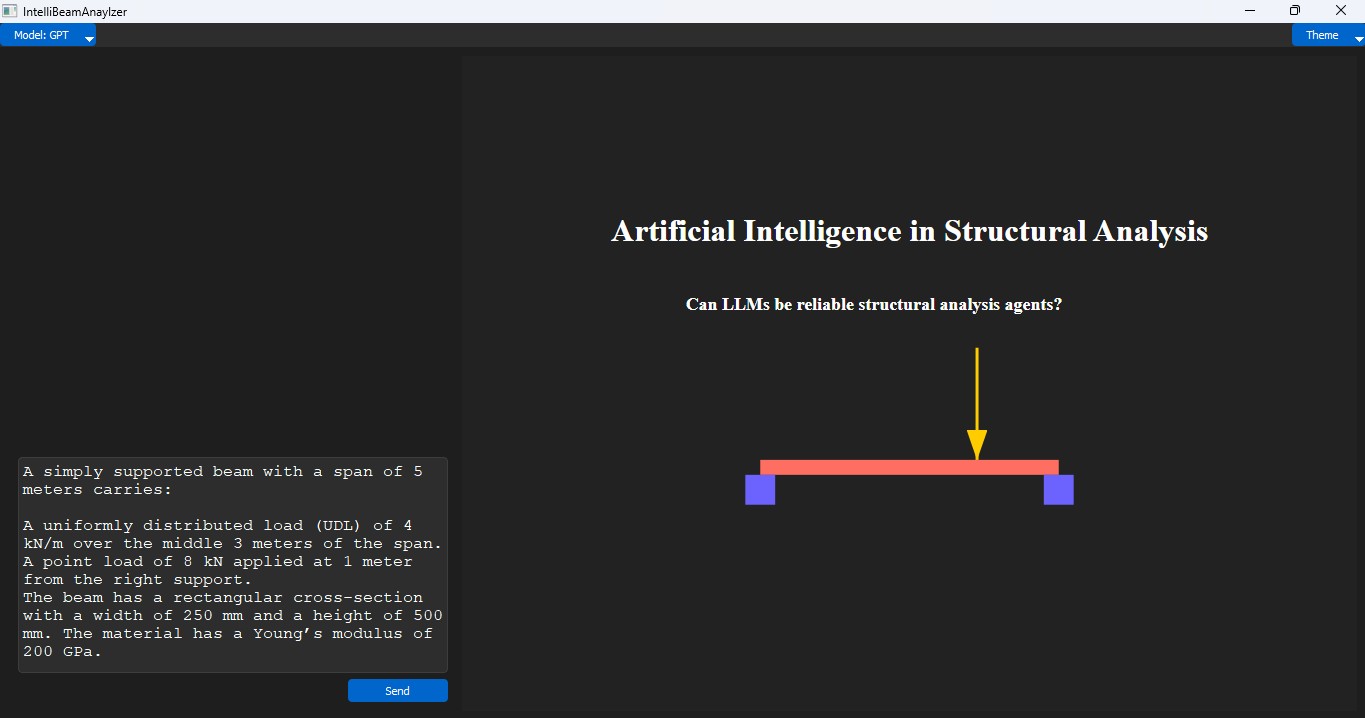 IntelliBeamAnaylzer
Model: GPT
Theme
Artificial Intelligence in Structural Analysis
Can LLMs be reliable structural analysis agents?
A simply supported beam with a span of 5
meters carries:
A uniformly distributed load (UDL) of 4
kN/m over the middle 3 meters of the span.
A point load of 8 kN applied at 1 meter
from the right support.
The beam has a rectangular cross-section
with a width of 250 mm and a height of 500
mm. The material has a Young's modulus of
200 GPa.
Send